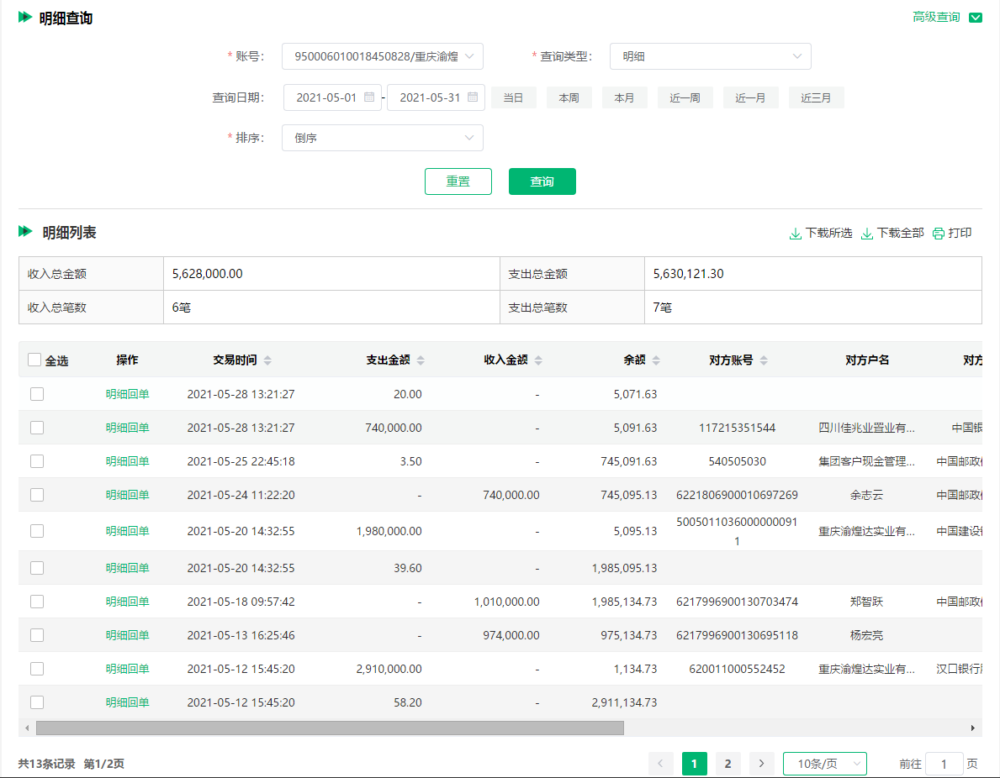 明细查询
高级查询
* 账号: 950006010018450828/重庆渝煌 * 查询类型: 明细
查询日期: 2021-05-01 - 2021-05-31 当日 本周 本月 近一周 近一月 近三月
* 排序: 倒序
重置 查询
明细列表 下载所选 下载全部 打印
收入总金额 5,628,000.00 支出总金额 5,630,121.30
收入总笔数 6笔 支出总笔数 7笔
全选 操作 交易时间 支出金额 收入金额 余额 对方账号 对方户名 对方
明细回单 2021-05-28 13:21:27 20.00 - 5,071.63
明细回单 2021-05-28 13:21:27 740,000.00 - 5,091.63 117215351544 四川佳兆业置业有... 中国银
明细回单 2021-05-25 22:45:18 3.50 - 745,091.63 540505030 集团客户现金管理... 中国邮政
明细回单 2021-05-24 11:22:20 - 740,000.00 745,095.13 6221806900010697269 余志云 中国邮政
明细回单 2021-05-20 14:32:55 1,980,000.00 - 5,095.13 5005011036000000091 重庆渝煌达实业有... 中国建设
1
明细回单 2021-05-20 14:32:55 39.60 - 1,985,095.13
明细回单 2021-05-18 09:57:42 - 1,010,000.00 1,985,134.73 6217996900130703474 郑智跃 中国邮政
明细回单 2021-05-13 16:25:46 - 974,000.00 975,134.73 6217996900130695118 杨宏亮
明细回单 2021-05-12 15:45:20 2,910,000.00 - 1,134.73 620011000552452 重庆渝煌达实业有... 汉口银行
明细回单 2021-05-12 15:45:20 58.20 - 2,911,134.73
共13条记录 第1/2页 1 2 10条/页 前往 1 页